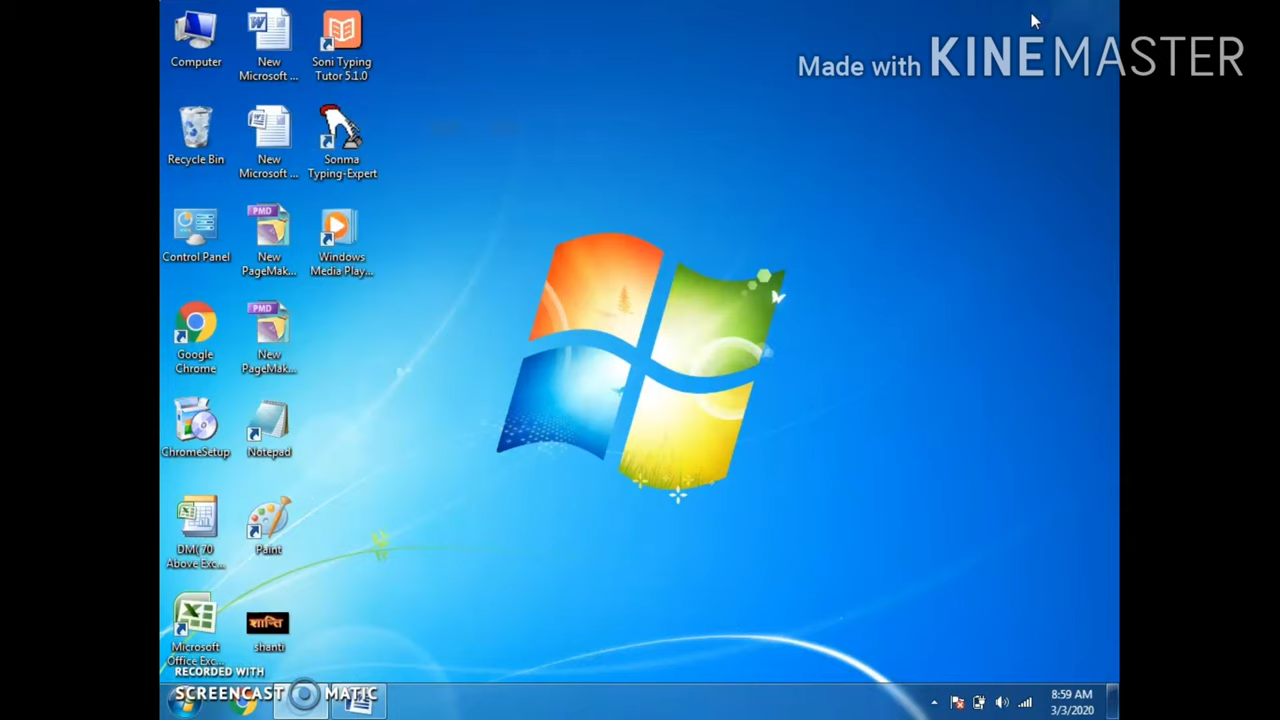 Made with KINEMASTER
Computer
New
Microsoft ...
Soni Typing
Tutor 5.1.0
Recycle Bin
New
Microsoft ...
Sonma
Typing-Expert
Control Panel
PMD
New
PageMak...
Windows
Media Play...
Google
Chrome
PMD
New
PageMak...
ChromeSetup
Notepad
DM( 70
Above Exc...
Paint
Microsoft
Office Exc...
शान्ति
shanti
RECORDED WITH
SCREENCAST MATIC
8:59 AM
3/3/2020